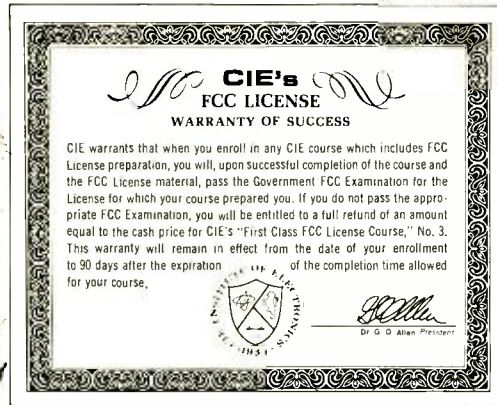 CIE's
FCC LICENSE
WARRANTY OF SUCCESS
CIE warrants that when you enroll in any CIE course which includes FCC
License preparation, you will, upon successful completion of the course and
the FCC License material, pass the Government FCC Examination for the
License for which your course prepared you. If you do not pass the appro-
priate FCC Examination, you will be entitled to a full refund of an amount
equal to the cash price for CIE's "First Class FCC License Course," No. 3.
This warranty will remain in effect from the date of your enrollment
to 90 days after the expiration of the completion time allowed
for your course.
INSTITUTE OF ELECTRONICS
1934
Dr G O Allen President